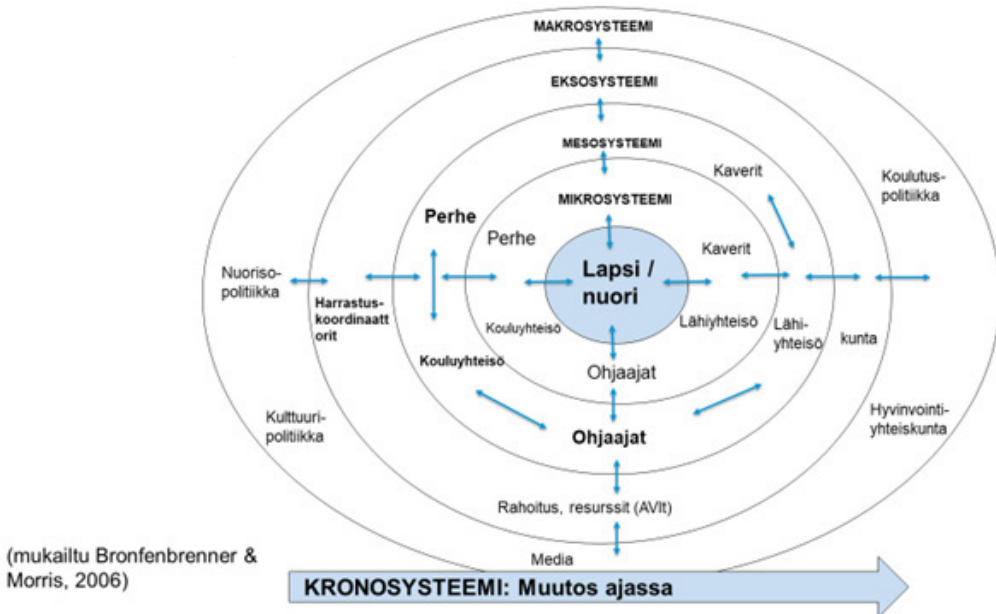 MAKROSYSTEEMI
EKSOSYSTEEMI
MESOSYSTEEMI
Kaverit
Koulutus-
politiikka
MIKROSYSTEEMI
Perhe
Perhe
Kaverit
Lapsi /
nuori
Nuoriso-
politiikka
Harrastus-
koordinaatt
orit
Kouluyhteisö
Lähiyhteisö
Lähi-
yhteisö
kunta
Kouluyhteisö
Ohjaajat
Kulttuuri-
politiikka
Hyvinvointi-
yhteiskunta
Ohjaajat
Rahoitus, resurssit (AVIt)
Media
(mukailtu Bronfenbrenner &
Morris, 2006)
KRONOSYSTEEMI: Muutos ajassa